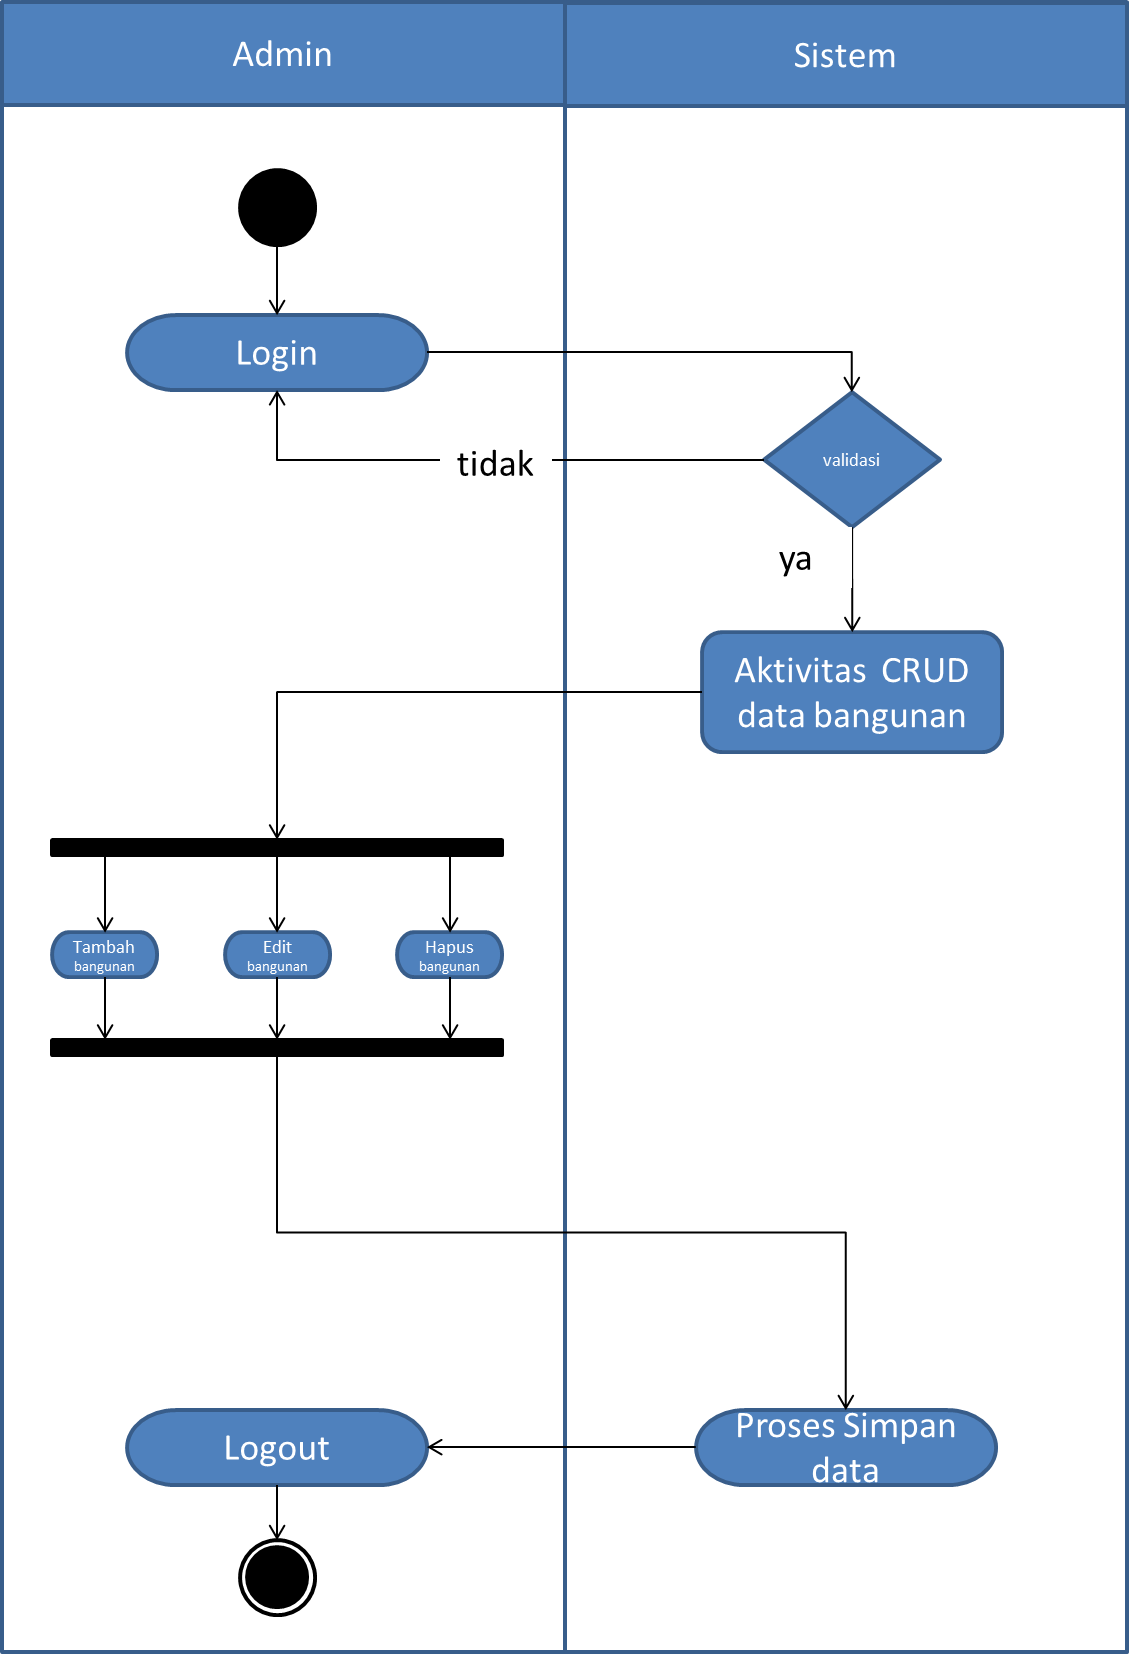 Admin
Sistem
Login
tidak
validasi
ya
Aktivitas CRUD
data bangunan
Tambah
bangunan
Edit
bangunan
Hapus
bangunan
Proses Simpan
data
Logout